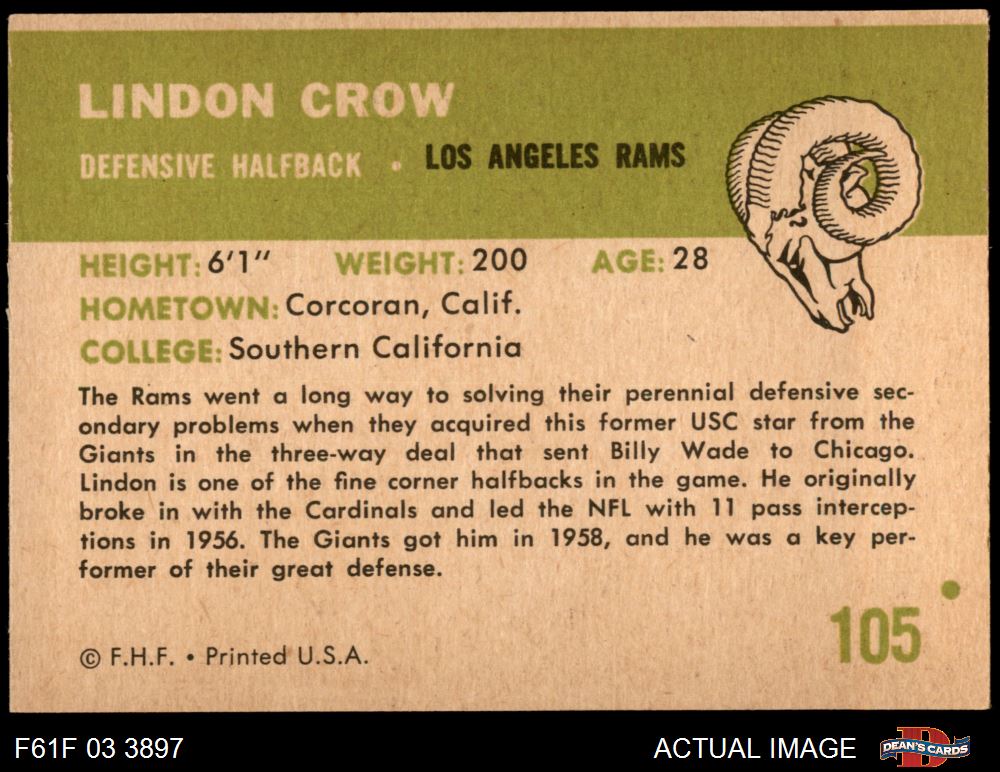 LINDON CROW
DEFENSIVE HALFBACK • LOS ANGELES RAMS
HEIGHT: 6'1" WEIGHT: 200 AGE: 28
HOMETOWN: Corcoran, Calif.
COLLEGE: Southern California
The Rams went a long way to solving their perennial defensive sec-
ondary problems when they acquired this former USC star from the
Giants in the three-way deal that sent Billy Wade to Chicago.
Lindon is one of the fine corner halfbacks in the game. He originally
broke in with the Cardinals and led the NFL with 11 pass intercep-
tions in 1956. The Giants got him in 1958, and he was a key per-
former of their great defense.
105
© F.H.F. • Printed U.S.A.
F61F 03 3897
ACTUAL IMAGE
D
DEAN'S CARDS